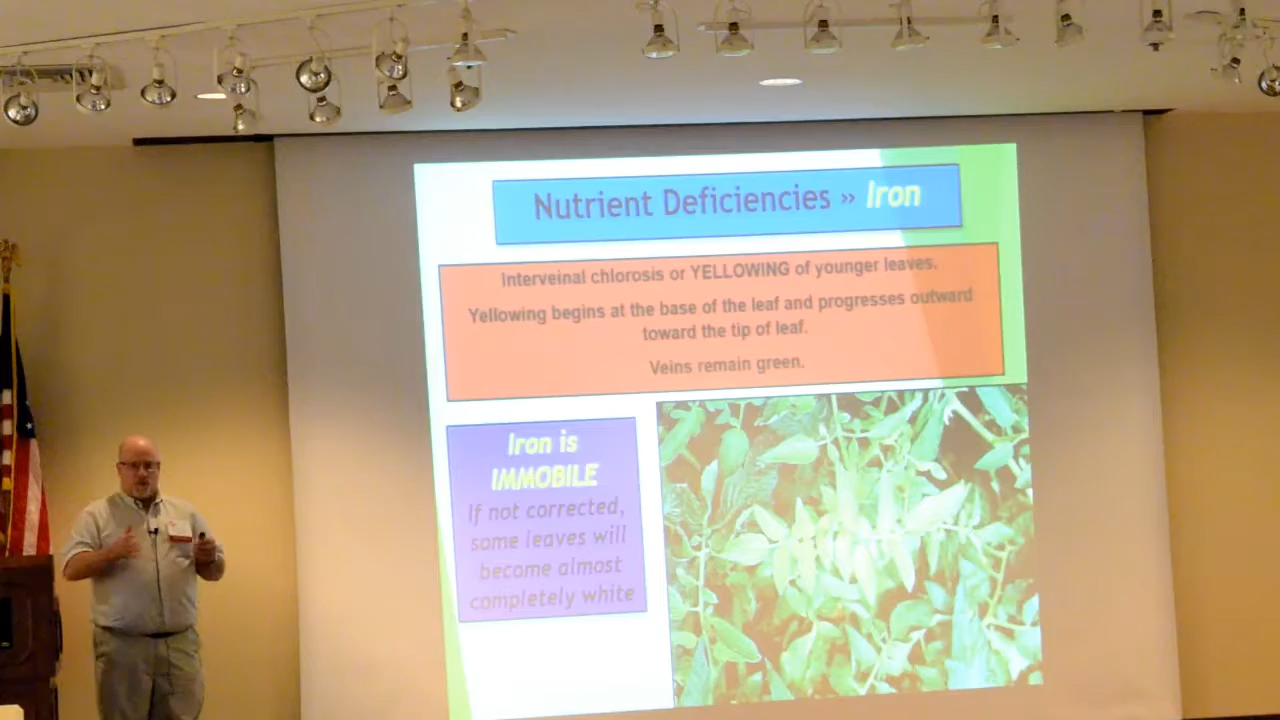 Nutrient Deficiencies » Iron
Interveinal chlorosis or YELLOWING of younger leaves.
Yellowing begins at the base of the leaf and progresses outward
toward the tip of leaf.
Veins remain green.
Iron is
IMMOBILE
If not corrected,
some leaves will
become almost
completely white